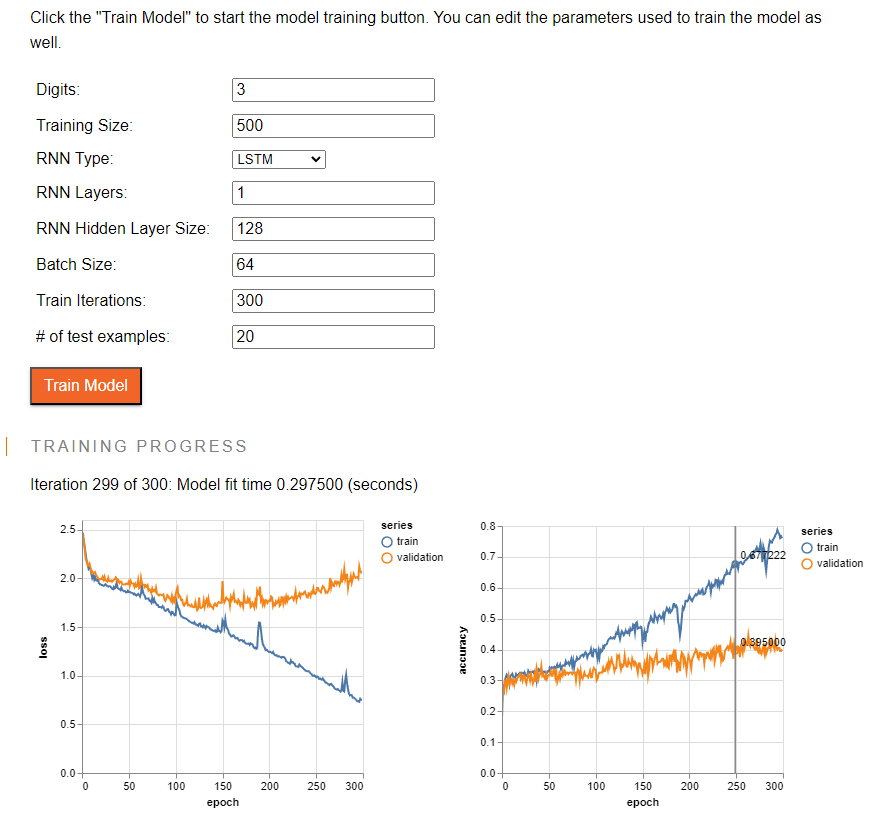 Click the "Train Model" to start the model training button. You can edit the parameters used to train the model as
well.
Digits: 3
Training Size: 500
RNN Type: LSTM
RNN Layers: 1
RNN Hidden Layer Size: 128
Batch Size: 64
Train Iterations: 300
# of test examples: 20
Train Model
TRAINING PROGRESS
Iteration 299 of 300: Model fit time 0.297500 (seconds)
2.5
2.0
1.5
1.0
0.5
0.0
loss
0 50 100 150 200 250 300
epoch
series
train
validation
0.8
0.7
0.6
0.5
0.4
0.3
0.2
0.1
0.0
accuracy
0.677222
0.395000
0 50 100 150 200 250 300
epoch
series
train
validation